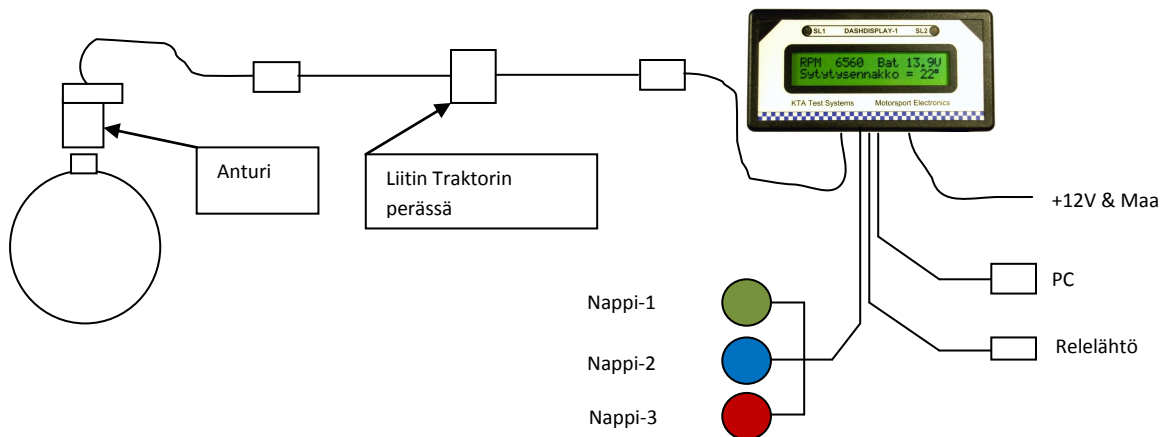 SL1 DASHDISPLAY-1 SL2
RPM 6560 Bat 13.9V
Sytytysennakko = 22°
KTA Test Systems Motorsport Electronics
Anturi
Liitin Traktorin
perässä
+12V & Maa
PC
Relelähtö
Nappi-1
Nappi-2
Nappi-3